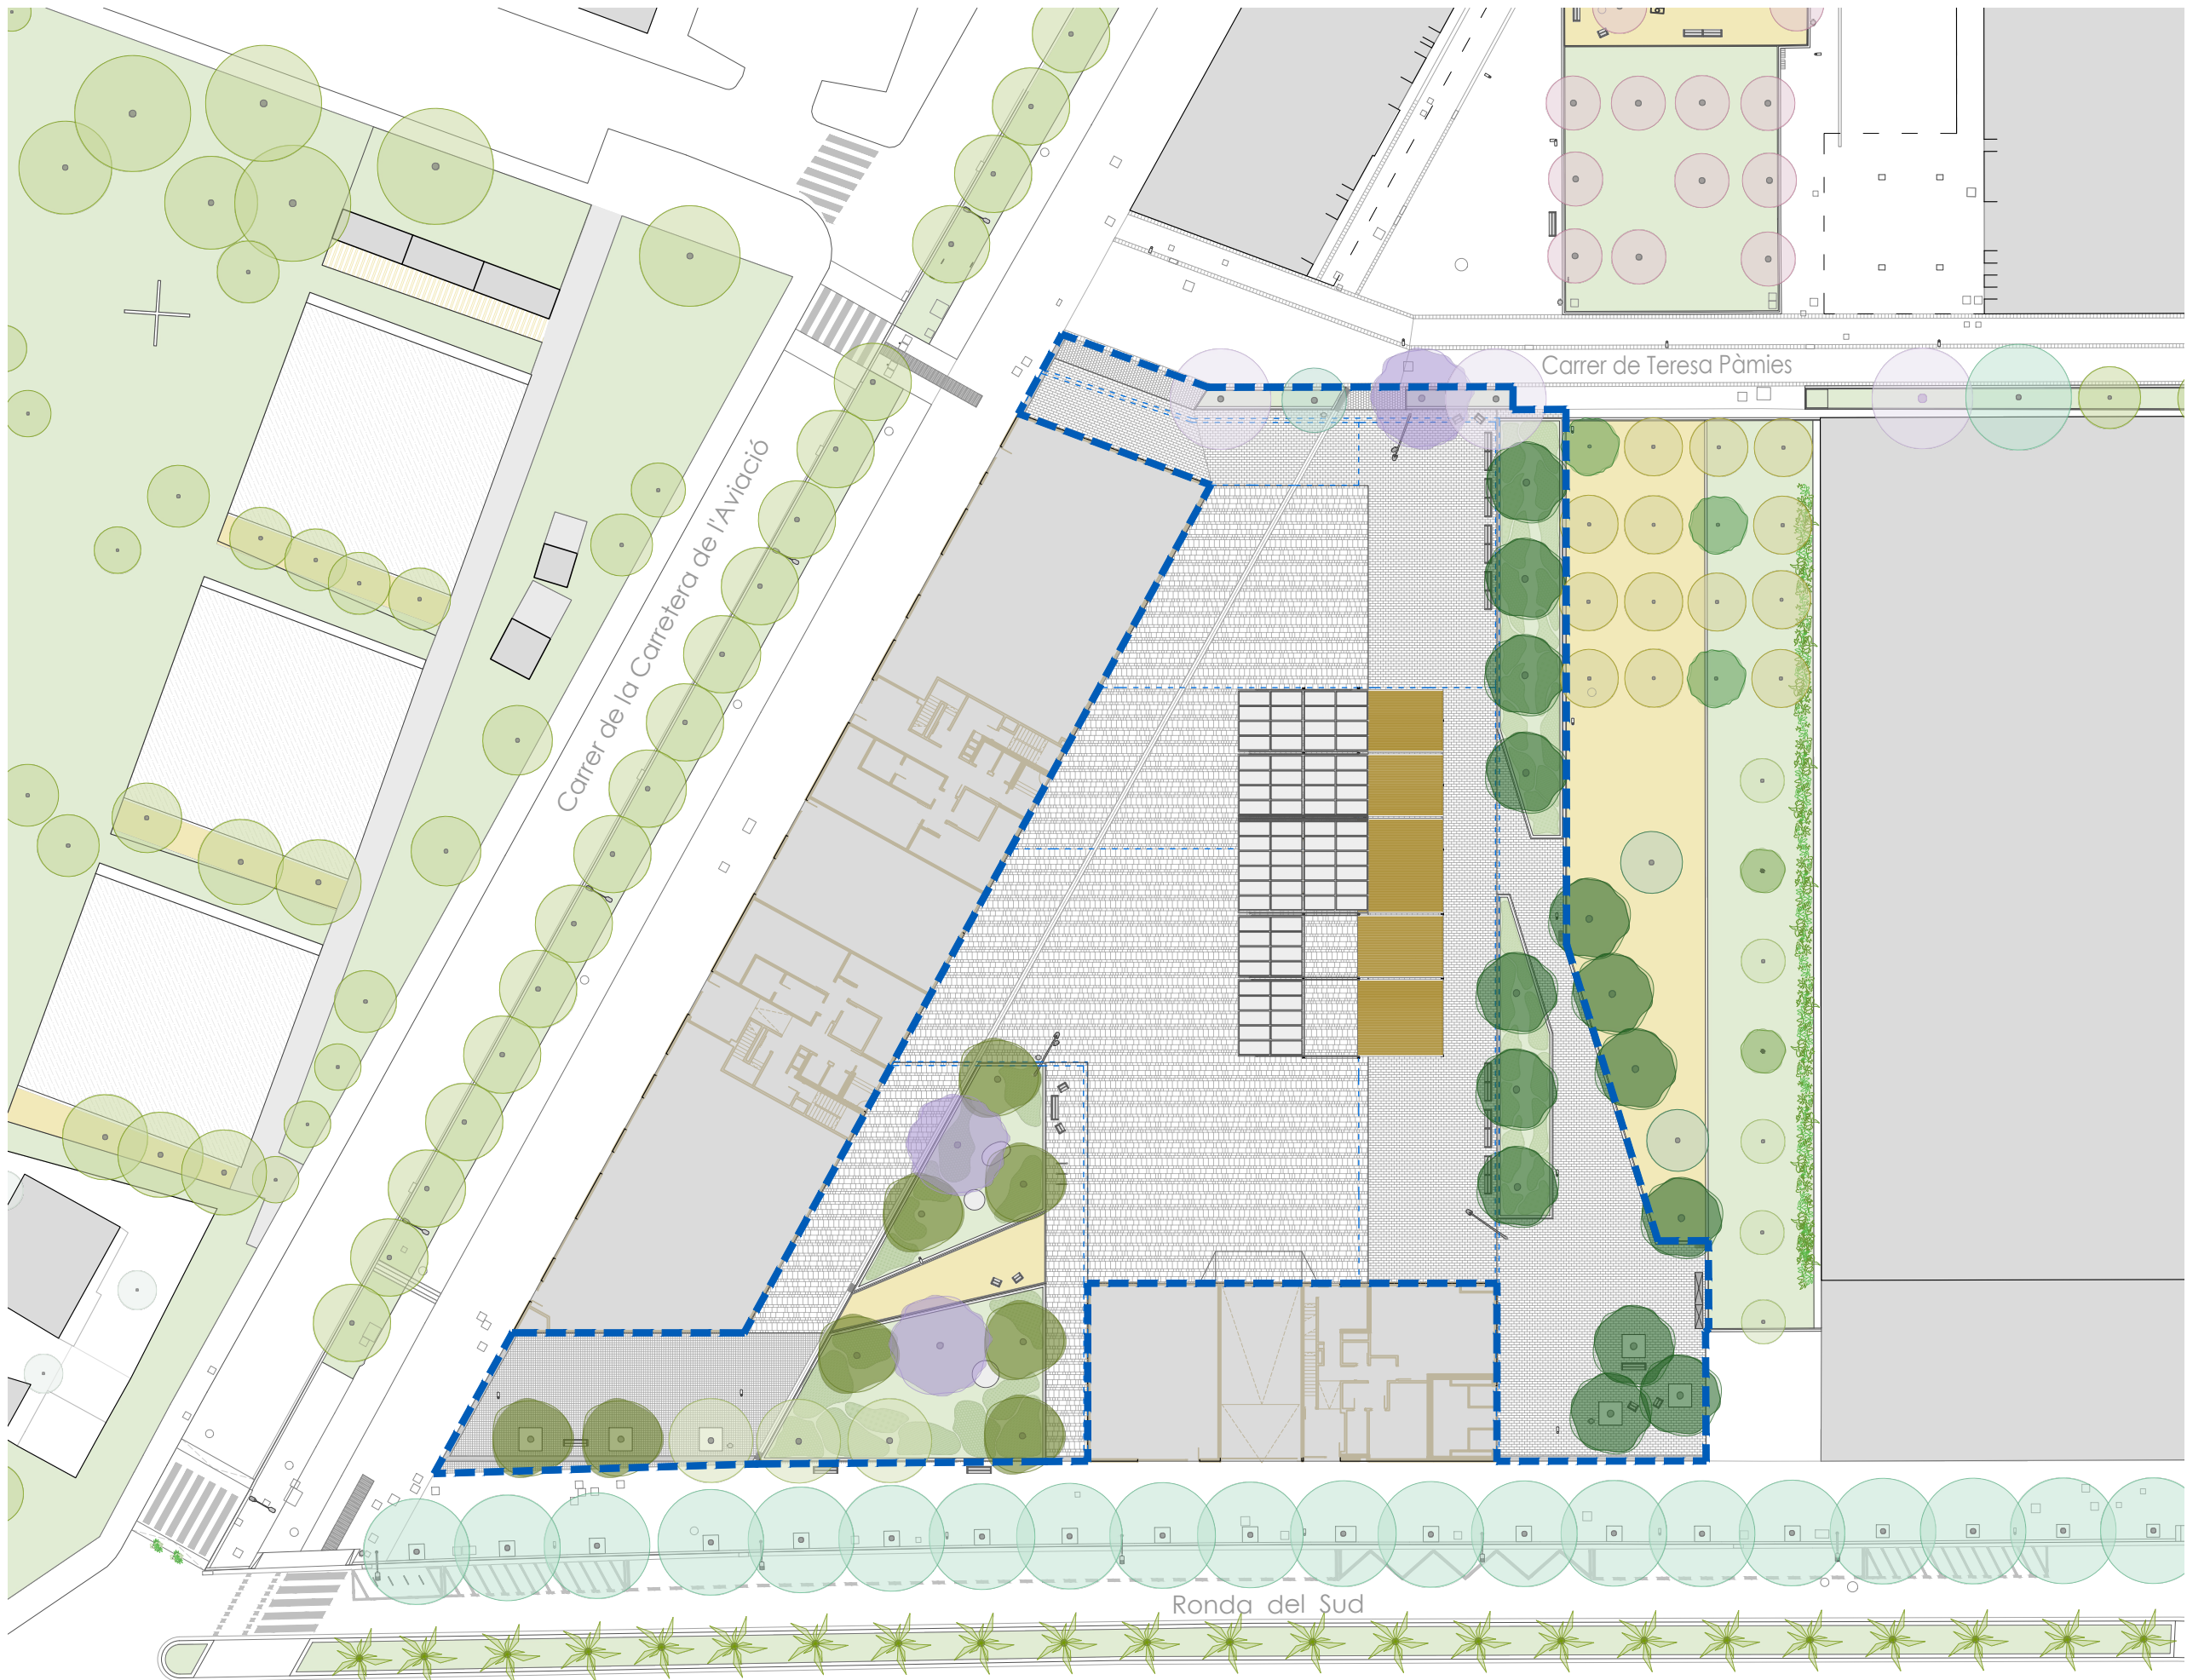 Carrer de Teresa Pàmies
Carrer de la Carretera de l'Aviació
Ronda del Sud